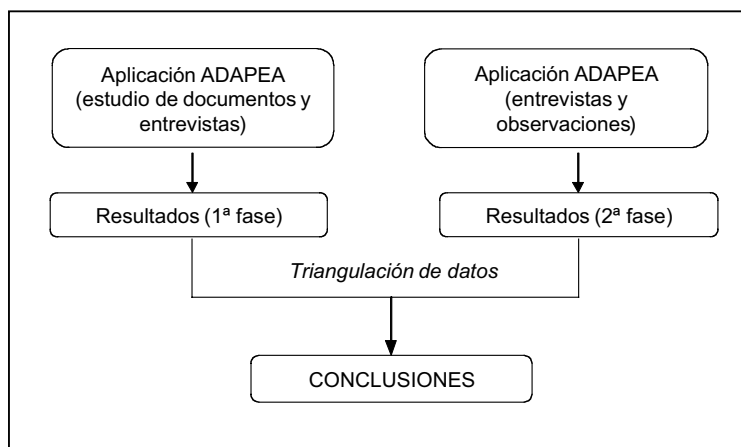 Aplicación ADAPEA
(estudio de documentos y
entrevistas)
Aplicación ADAPEA
(entrevistas y
observaciones)
Resultados (1ª fase)
Resultados (2ª fase)
Triangulación de datos
CONCLUSIONES